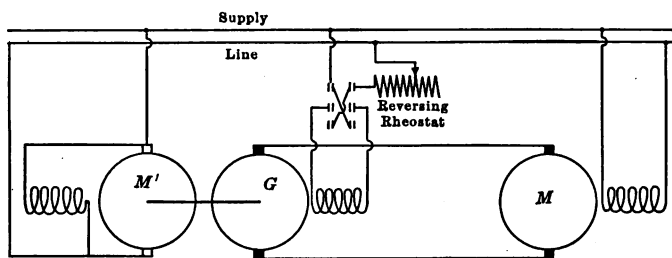 Supply
Line
Reversing
Rheostat
M'
G
M